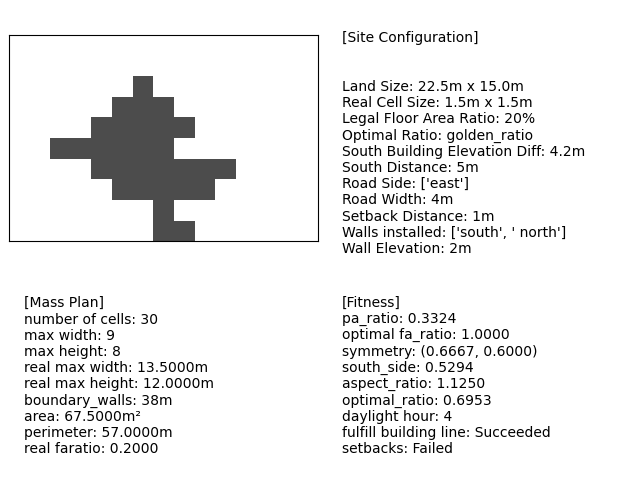 [Site Configuration]
Land Size: 22.5m x 15.0m
Real Cell Size: 1.5m x 1.5m
Legal Floor Area Ratio: 20%
Optimal Ratio: golden_ratio
South Building Elevation Diff: 4.2m
South Distance: 5m
Road Side: ['east']
Road Width: 4m
Setback Distance: 1m
Walls installed: ['south', ' north']
Wall Elevation: 2m
[Mass Plan]
number of cells: 30
max width: 9
max height: 8
real max width: 13.5000m
real max height: 12.0000m
boundary_walls: 38m
area: 67.5000m²
perimeter: 57.0000m
real faratio: 0.2000
[Fitness]
pa_ratio: 0.3324
optimal fa_ratio: 1.0000
symmetry: (0.6667, 0.6000)
south_side: 0.5294
aspect_ratio: 1.1250
optimal_ratio: 0.6953
daylight hour: 4
fulfill building line: Succeeded
setbacks: Failed